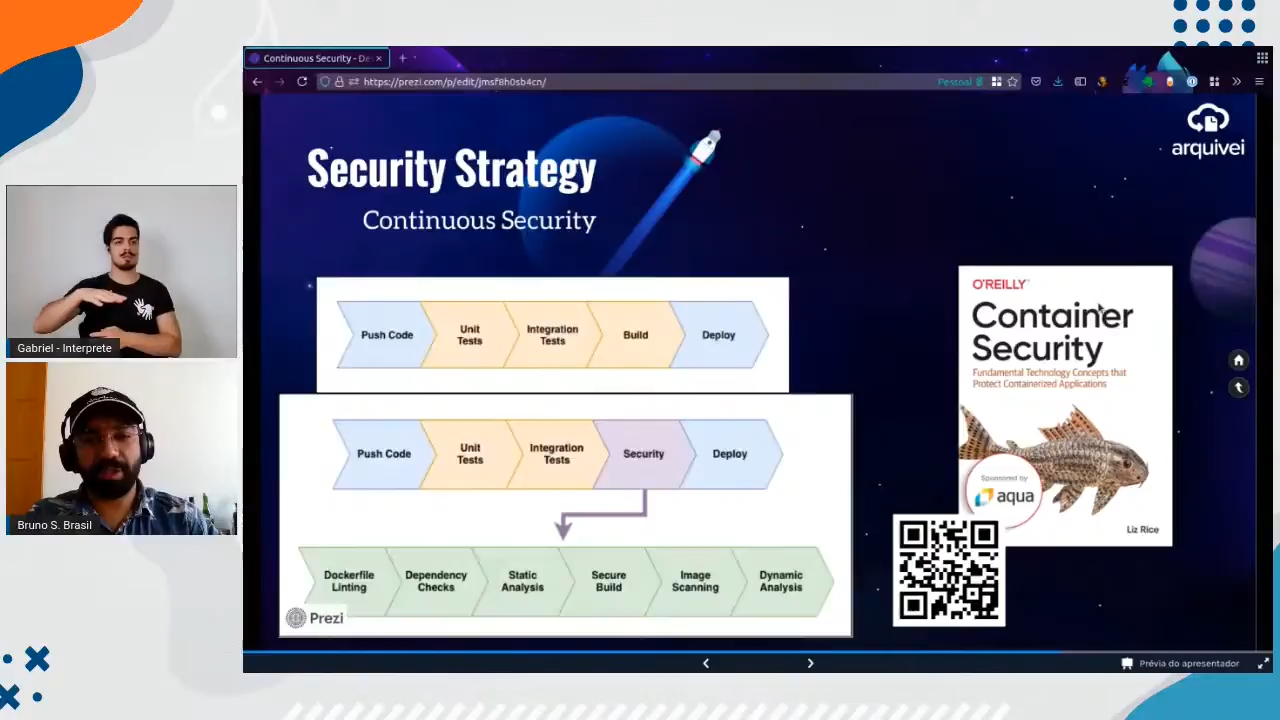 Continuous Security - De
https://prezi.com/p/edit/jmsf8h0sb4cn/
Pessoal
arquivei
Security Strategy
Continuous Security
Push Code
Unit
Tests
Integration
Tests
Build
Deploy
Push Code
Unit
Tests
Integration
Tests
Security
Deploy
Dockerfile
Linting
Dependency
Checks
Static
Analysis
Secure
Build
Image
Scanning
Dynamic
Analysis
Prezi
O'REILLY
Container
Security
Fundamental Technology Concepts that
Protect Containerized Applications
Sponsored by
aqua
Liz Rice
Gabriel - Interprete
Bruno S. Brasil
Prévia do apresentador